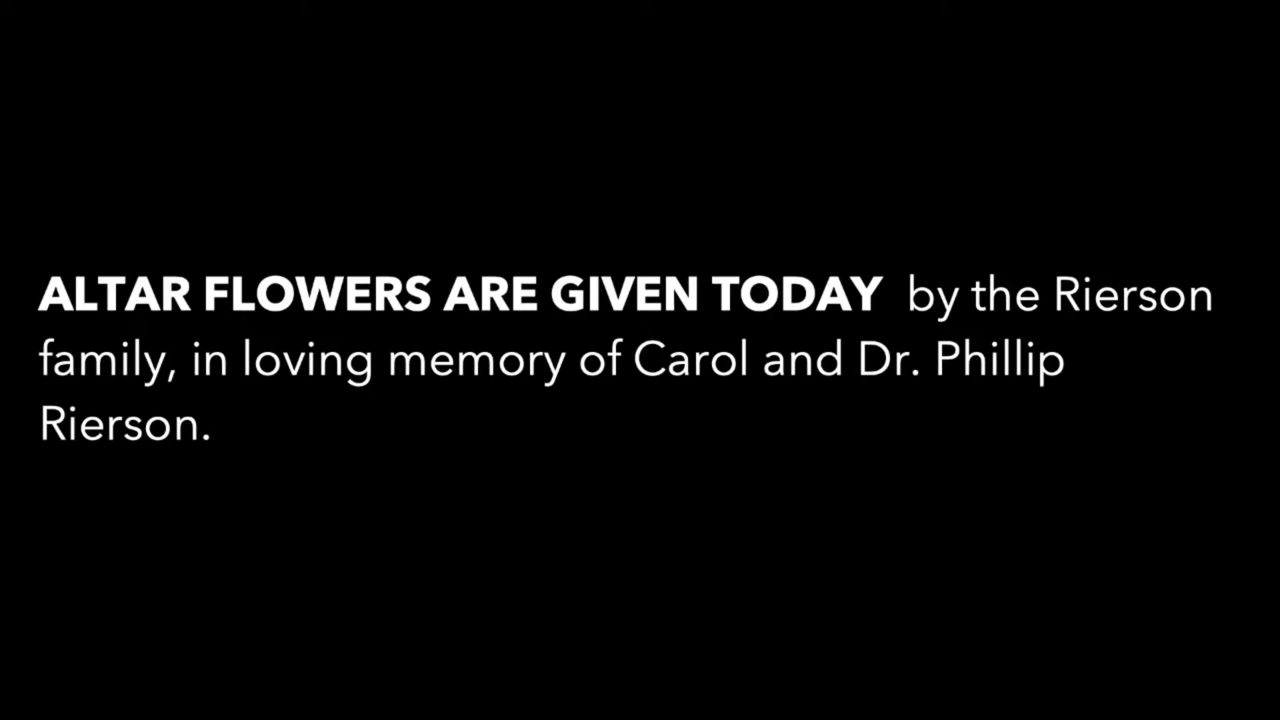 ALTAR FLOWERS ARE GIVEN TODAY by the Rierson
family, in loving memory of Carol and Dr. Phillip
Rierson.